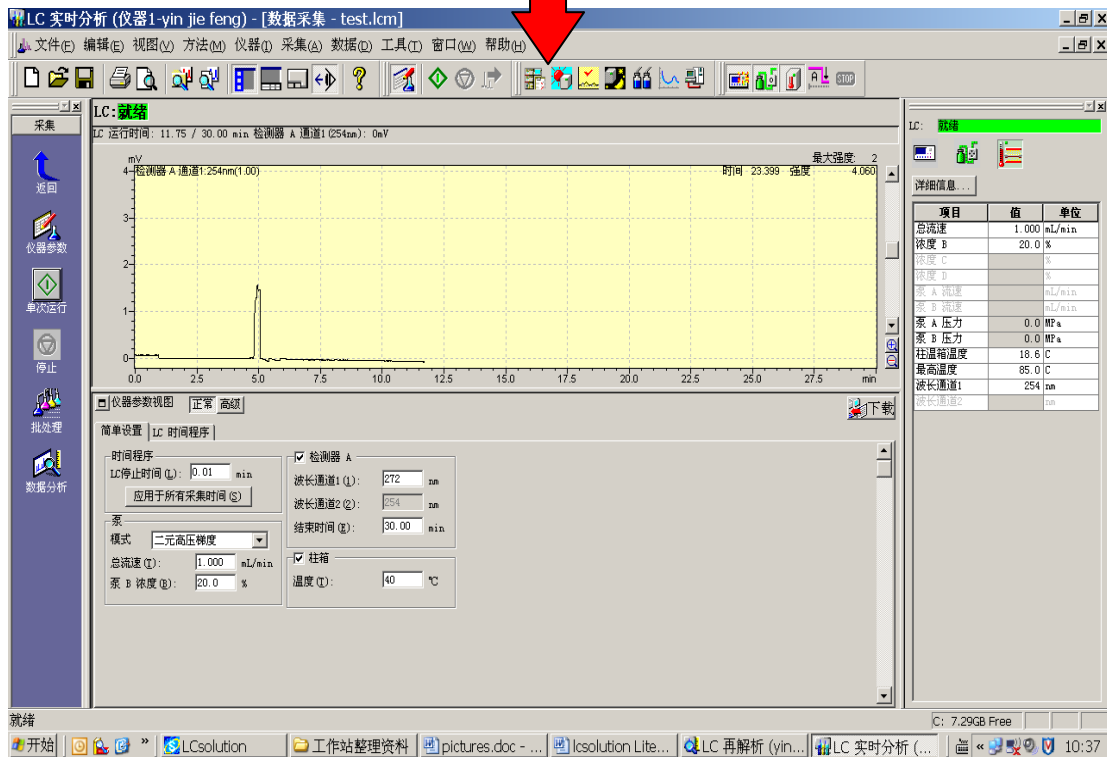 LC 实时分析 (仪器1-yin jie feng) - [数据采集 - test.lcm]
文件(F) 编辑(E) 视图(V) 方法(M) 仪器(I) 采集(A) 数据(D) 工具(T) 窗口(W) 帮助(H)
STOP
采集
返回
仪器参数
单次运行
停止
批处理
数据分析
LC:就绪
LC 运行时间: 11.75 / 30.00 min 检测器 A 通道1(254nm): 0mV
mV
最大强度: 2
检测器 A 通道1:254nm(1.00)
时间 23.399 强度 4.060
4
3
2
1
0
0.0 2.5 5.0 7.5 10.0 12.5 15.0 17.5 20.0 22.5 25.0 27.5 min
仪器参数视图 正常 高级 下载
简单设置 LC 时间程序
时间程序
LC停止时间(L): 0.01 min
应用于所有采集时间(S)
泵
模式 二元高压梯度
总流速(T): 1.000 mL/min
泵 B 浓度(B): 20.0 %
检测器 A
波长通道1(1): 272 nm
波长通道2(2): 254 nm
结束时间(E): 30.00 min
柱箱
温度(T): 40 ℃
LC: 就绪
详细信息...
项目 值 单位
总流速 1.000 mL/min
浓度 B 20.0 %
浓度 C %
浓度 D %
泵 A 流速 mL/min
泵 B 流速 mL/min
泵 A 压力 0.0 MPa
泵 B 压力 0.0 MPa
柱温箱温度 18.6 C
最高温度 85.0 C
波长通道1 254 nm
波长通道2 nm
就绪
C: 7.29GB Free
开始 » LCsolution 工作站整理资料 pictures.doc - ... lcsolution Lite... LC 再解析 (yin... LC 实时分析 (... « 10:37